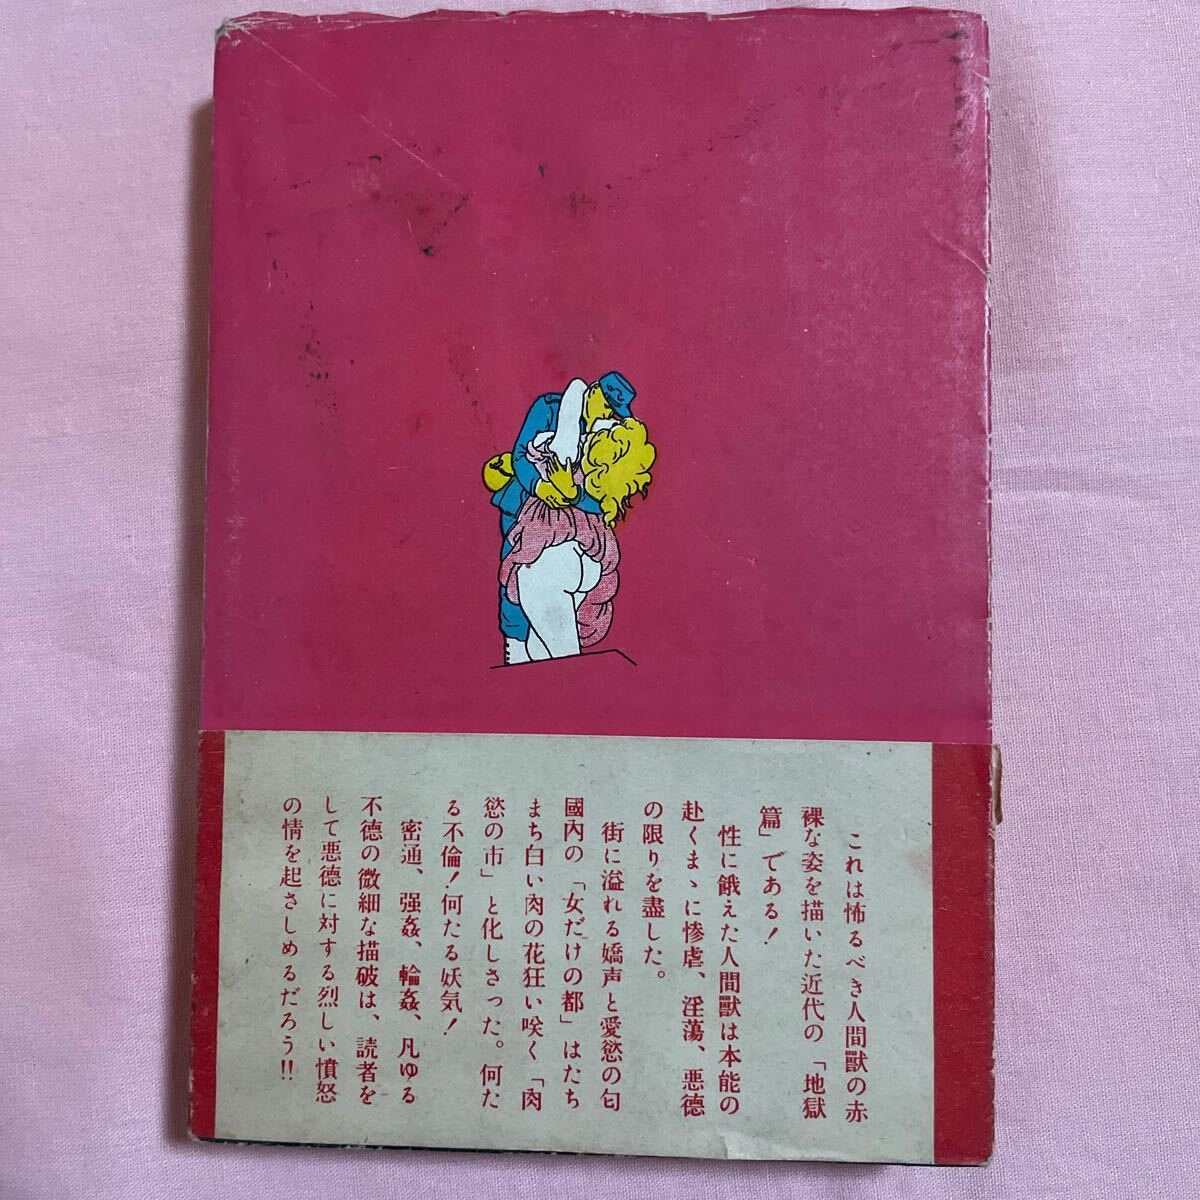 これは怖るべき人間獸の赤
裸な姿を描いた近代の「地獄
篇」である！
性に餓えた人間獸は本能の
赴くまゝに惨虐、淫蕩、悪德
の限りを盡した。
街に溢れる嬌声と愛慾の匂
國內の「女だけの都」はたち
まち白い肉の花狂い咲く「肉
慾の市」と化しさった。何た
る不倫！何たる妖気！
密通、强姦、輪姦、凡ゆる
不德の微細な描破は、読者を
して悪德に対する烈しい憤怒
の情を起さしめるだろう!!